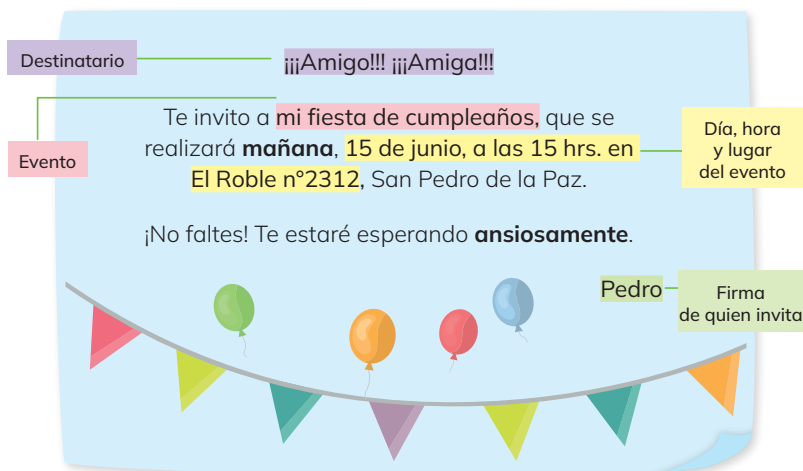 Destinatario
¡¡¡Amigo!!! ¡¡¡Amiga!!!
Te invito a mi fiesta de cumpleaños, que se
realizará mañana, 15 de junio, a las 15 hrs. en
El Roble n°2312, San Pedro de la Paz.
Evento
Día, hora
y lugar
del evento
¡No faltes! Te estaré esperando ansiosamente.
Pedro
Firma
de quien invita